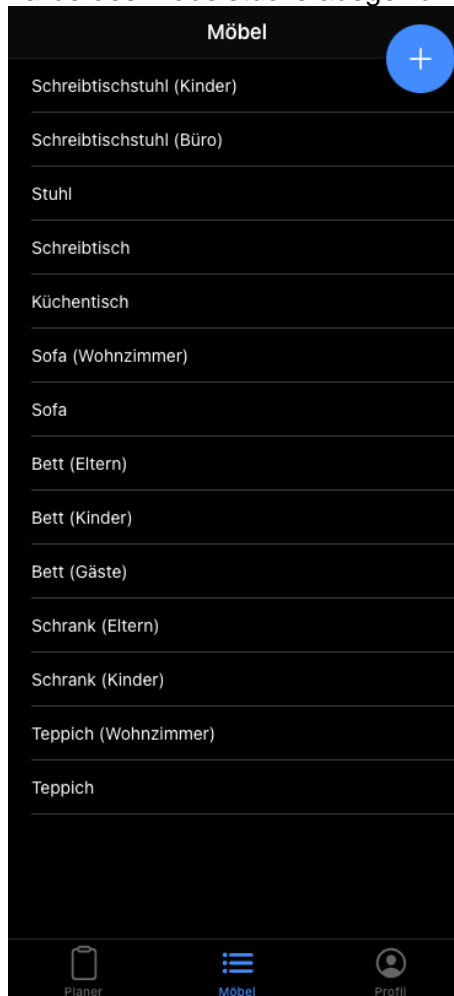 Möbel
Schreibtischstuhl (Kinder)
Schreibtischstuhl (Büro)
Stuhl
Schreibtisch
Küchentisch
Sofa (Wohnzimmer)
Sofa
Bett (Eltern)
Bett (Kinder)
Bett (Gäste)
Schrank (Eltern)
Schrank (Kinder)
Teppich (Wohnzimmer)
Teppich
Planer Möbel Profil